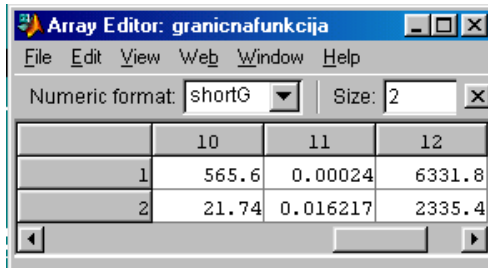 Array Editor: granicnafunkcija
File Edit View Web Window Help
Numeric format: shortG Size: 2
10 11 12
1 565.6 0.00024 6331.8
2 21.74 0.016217 2335.4